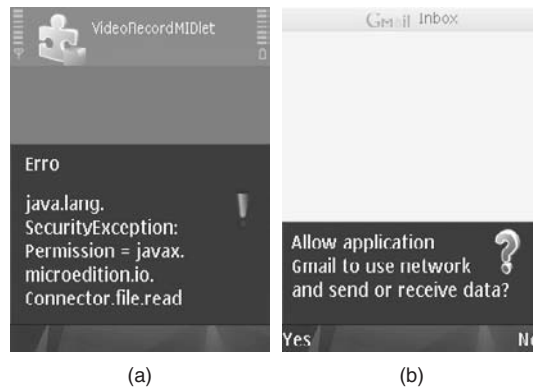 VideoRecordMIDlet
Erro
java.lang.
SecurityException:
Permission = javax.
microedition.io.
Connector.file.read
(a)
Gmail Inbox
Allow application
Gmail to use network
and send or receive data?
Yes
No
(b)